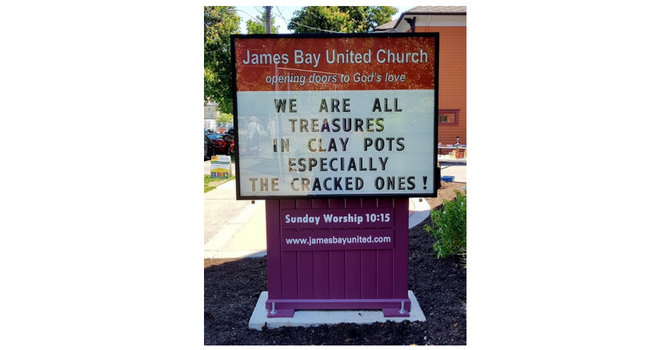 James Bay United Church
opening doors to God's love
WE ARE ALL
TREASURES
IN CLAY POTS
ESPECIALLY
THE CRACKED ONES!
Sunday Worship 10:15
www.jamesbayunited.com